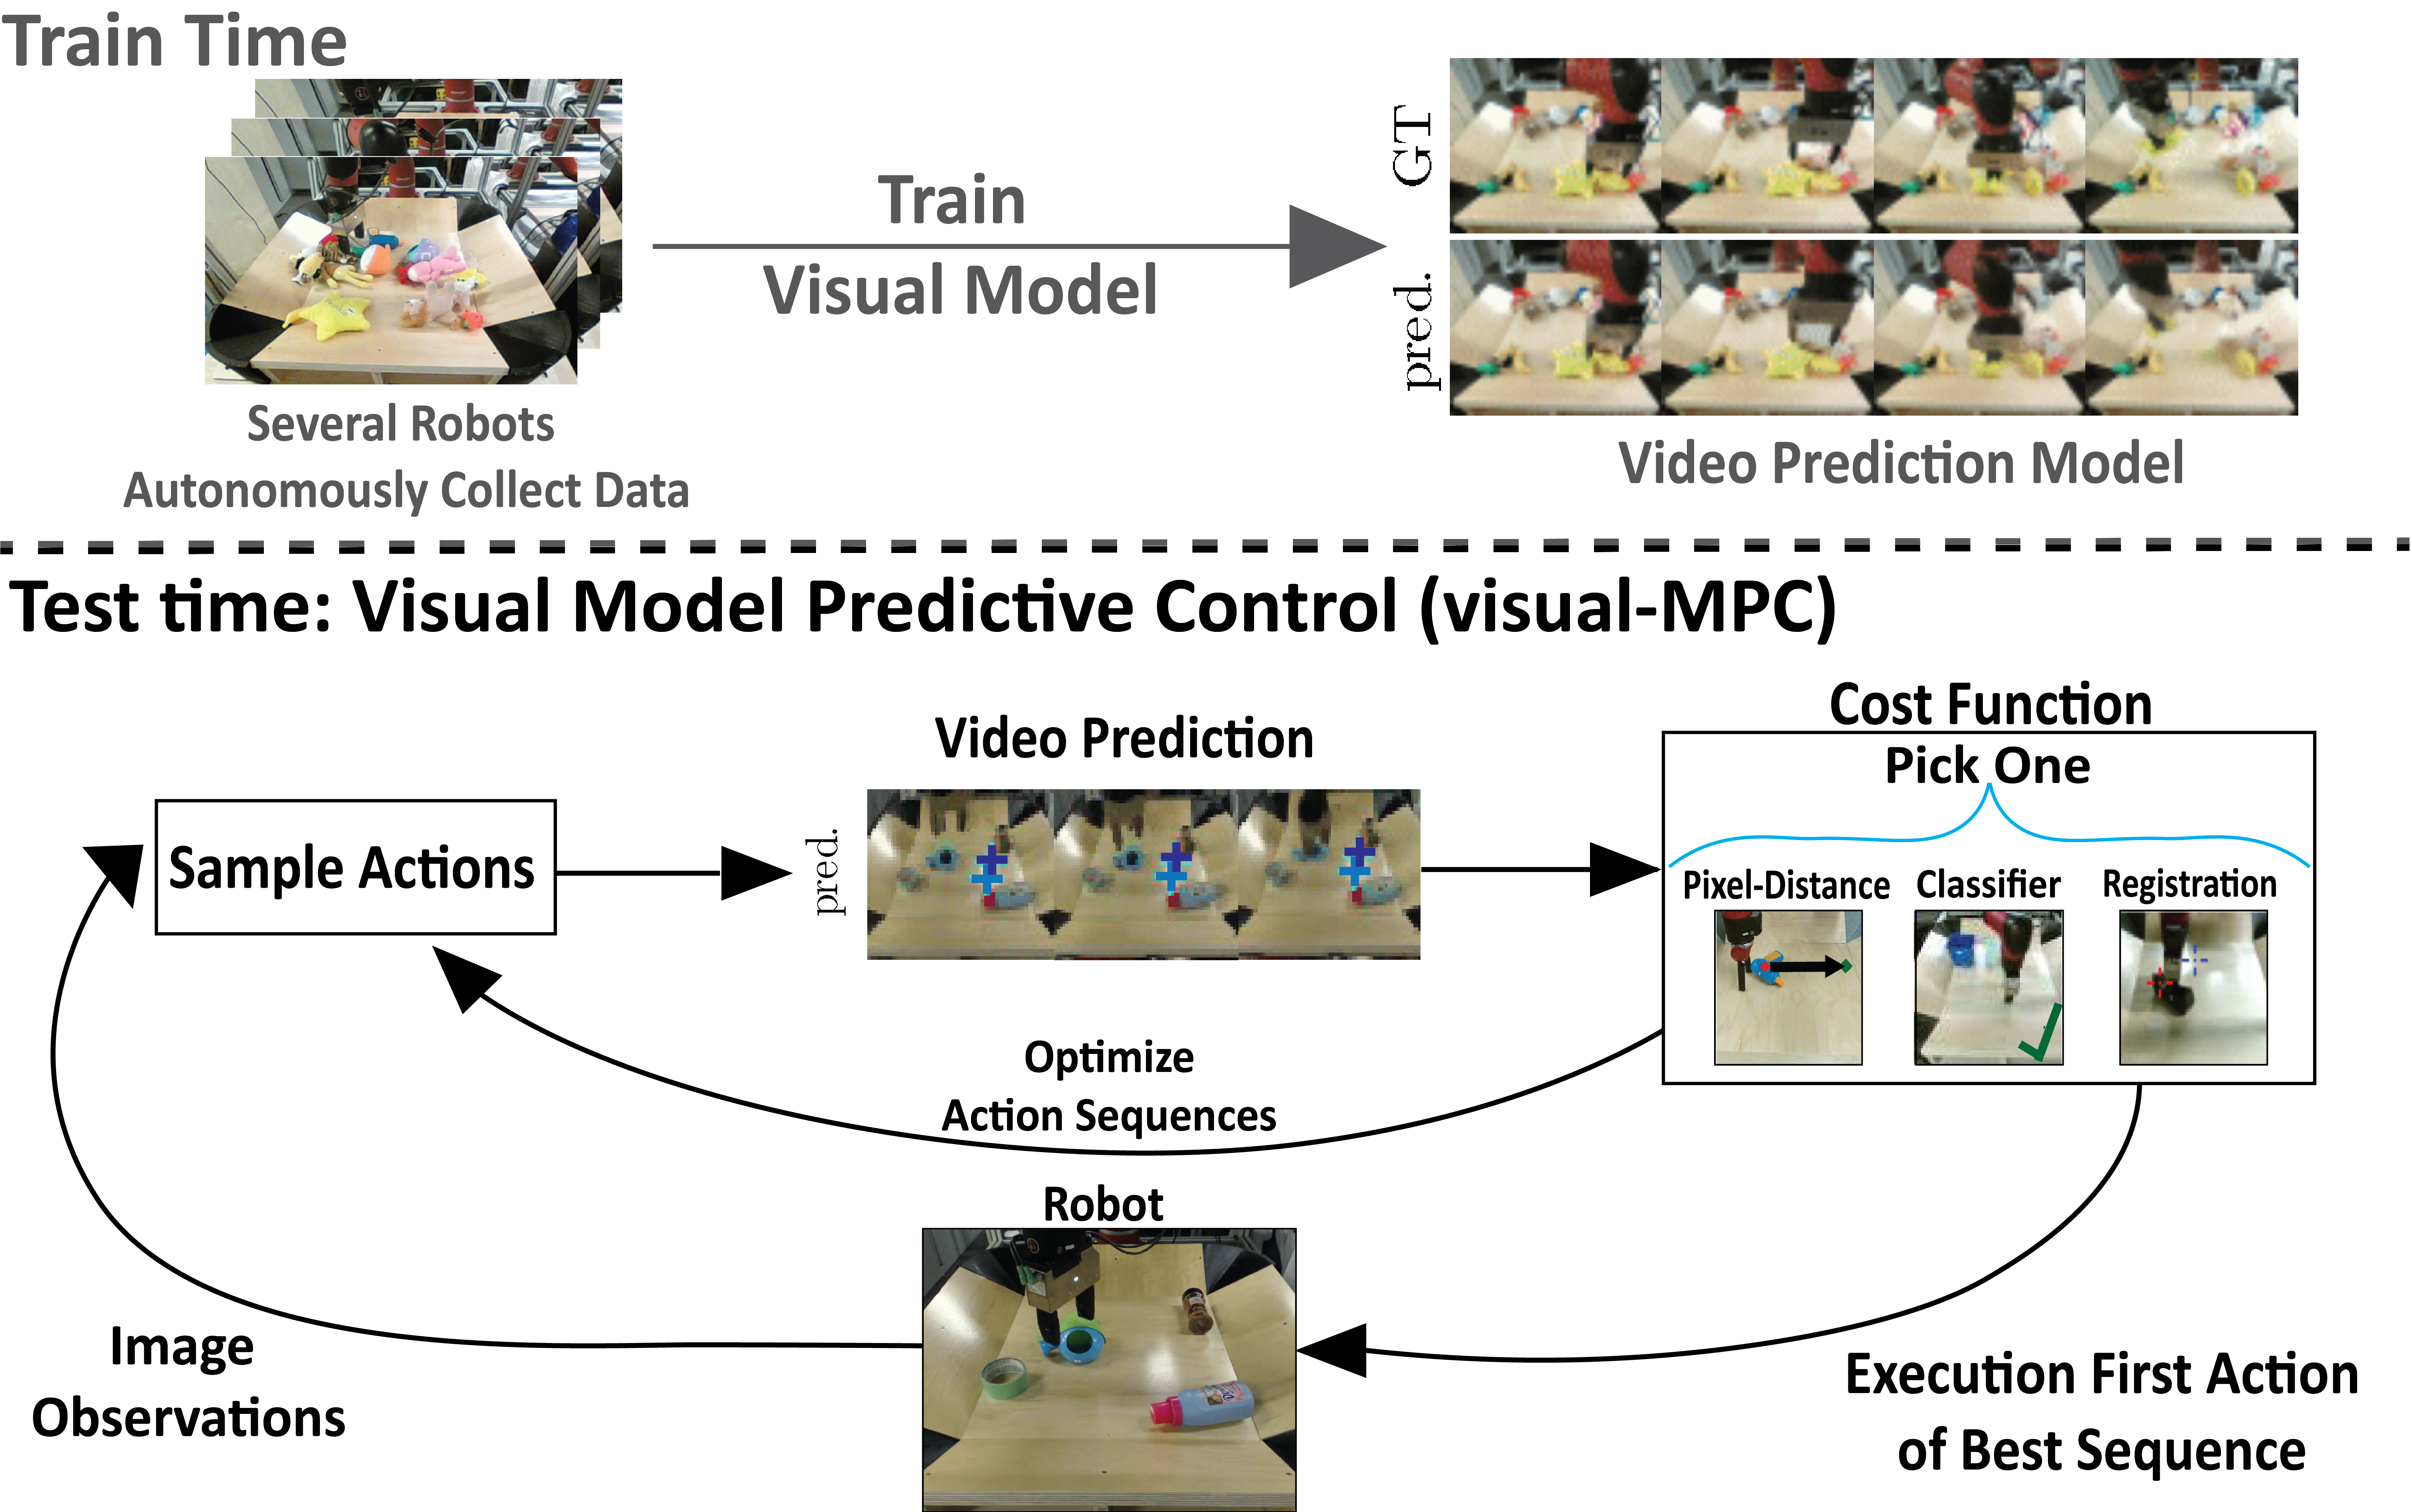 Train Time
GT
Train
Visual Model
pred.
Several Robots
Autonomously Collect Data
Video Prediction Model
Test time: Visual Model Predictive Control (visual-MPC)
Cost Function
Video Prediction
Pick One
Sample Actions
pred.
Pixel-Distance
Classifier
Registration
Optimize
Action Sequences
Robot
Image
Observations
Execution First Action
of Best Sequence